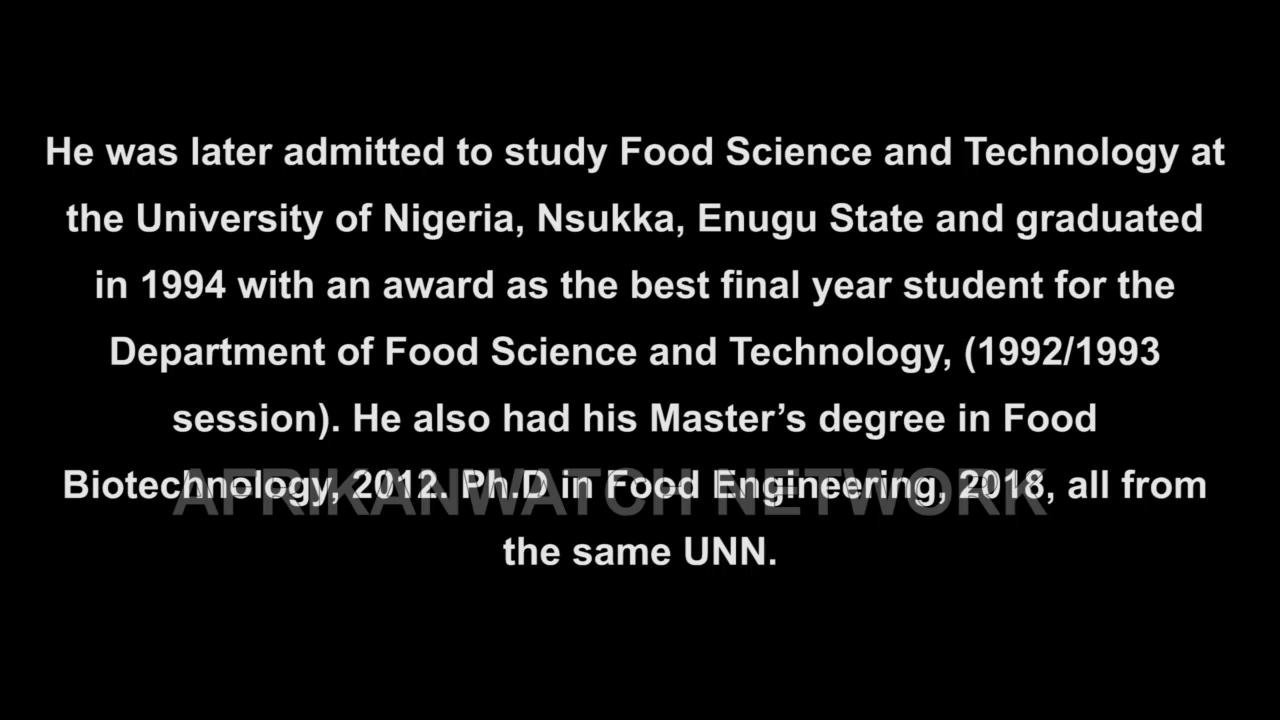 He was later admitted to study Food Science and Technology at
the University of Nigeria, Nsukka, Enugu State and graduated
in 1994 with an award as the best final year student for the
Department of Food Science and Technology, (1992/1993
session). He also had his Master’s degree in Food
Biotechnology, 2012. Ph.D in Food Engineering, 2018, all from
AFRIKANWATCH NETWORK
the same UNN.